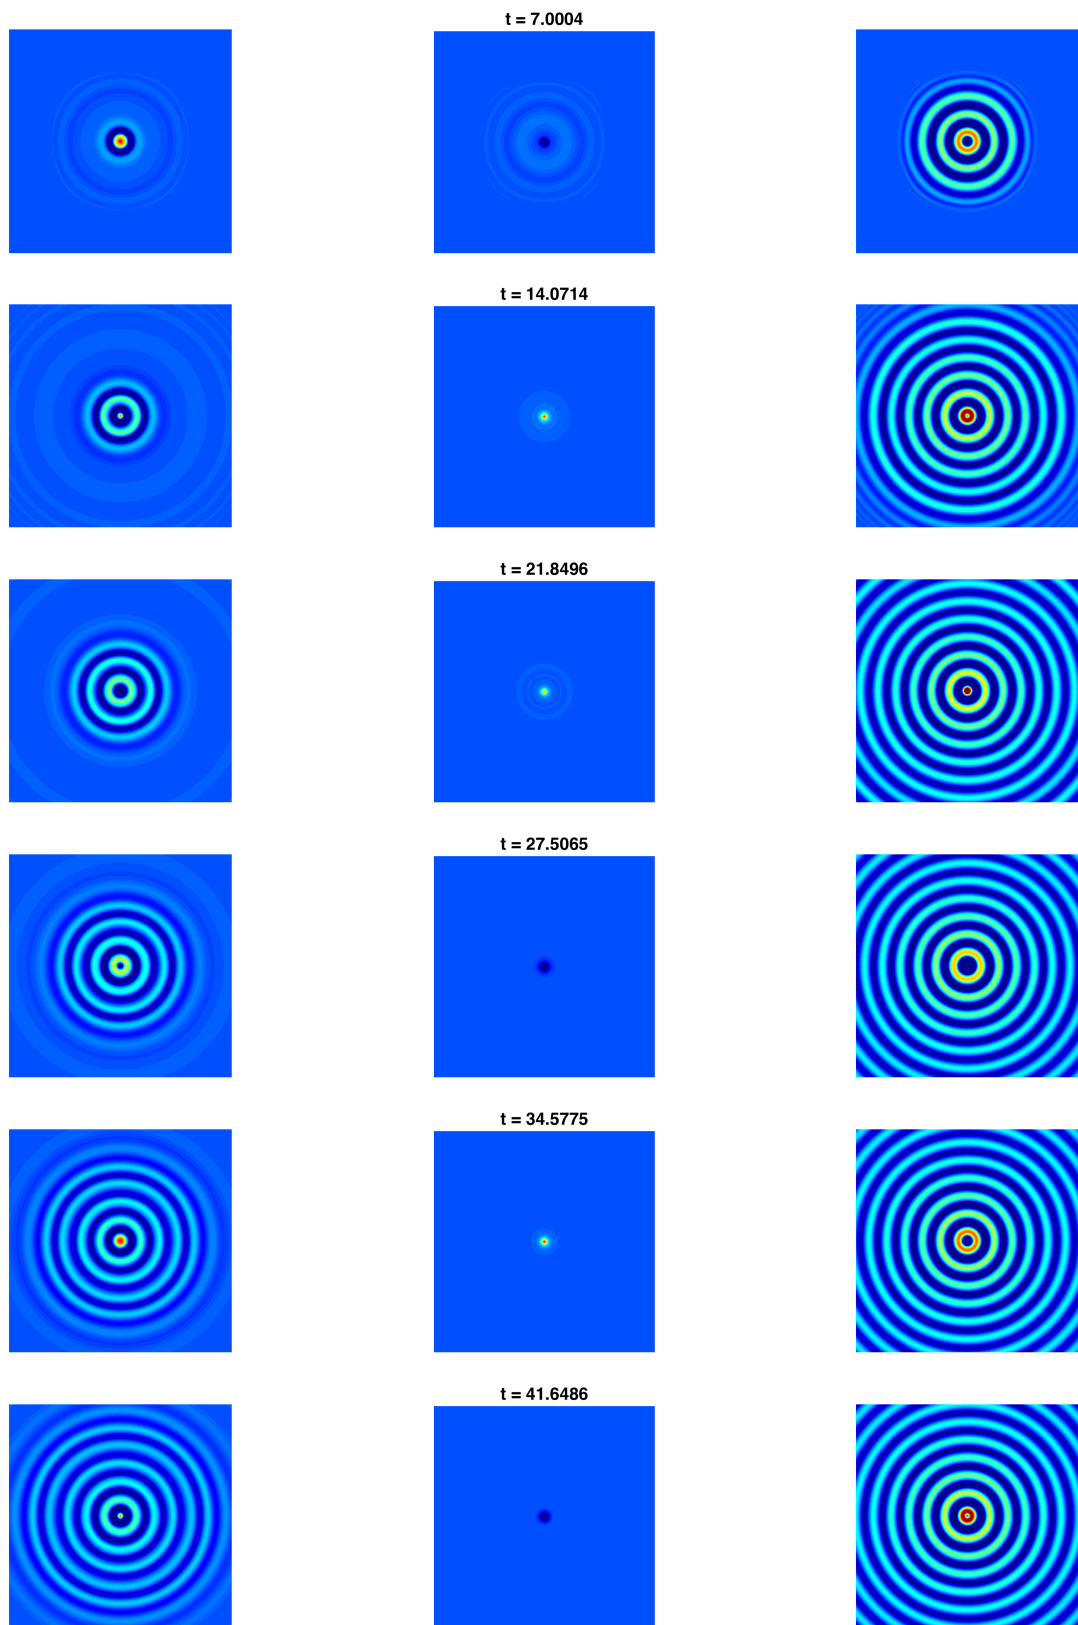 t = 7.0004
t = 14.0714
t = 21.8496
t = 27.5065
t = 34.5775
t = 41.6486